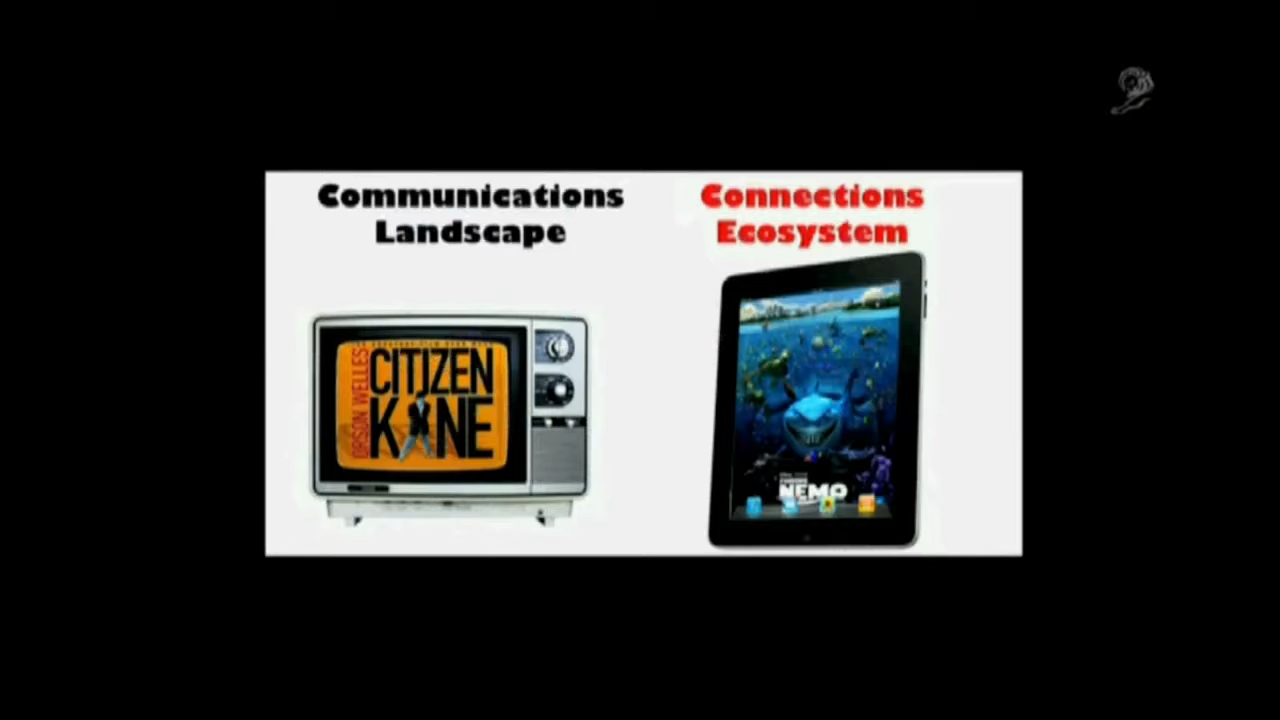 Communications
Landscape
Connections
Ecosystem
ORSON WELLES
CITIZEN
KANE
NEMO